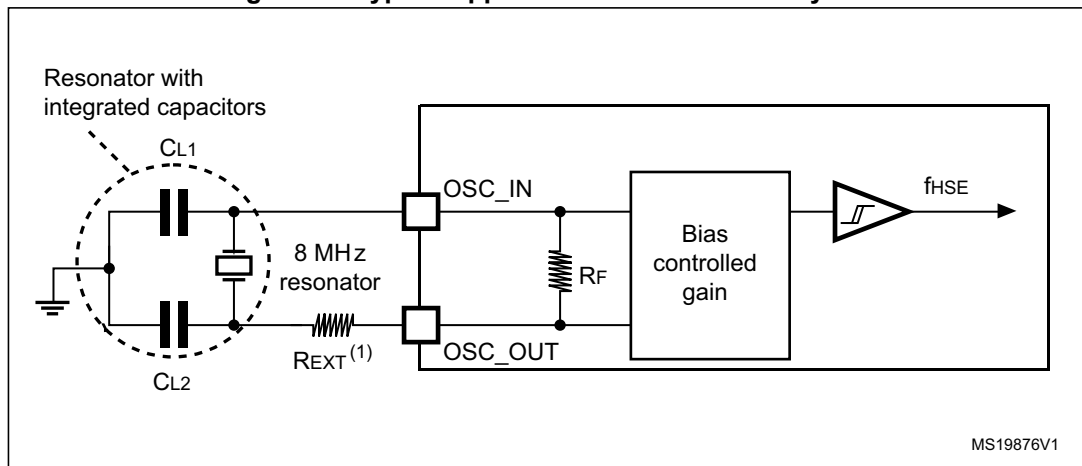 Resonator with
integrated capacitors
CL1
OSC_IN
fHSE
8 MHz
resonator
RF
Bias
controlled
gain
REXT (1)
OSC_OUT
CL2
MS19876V1